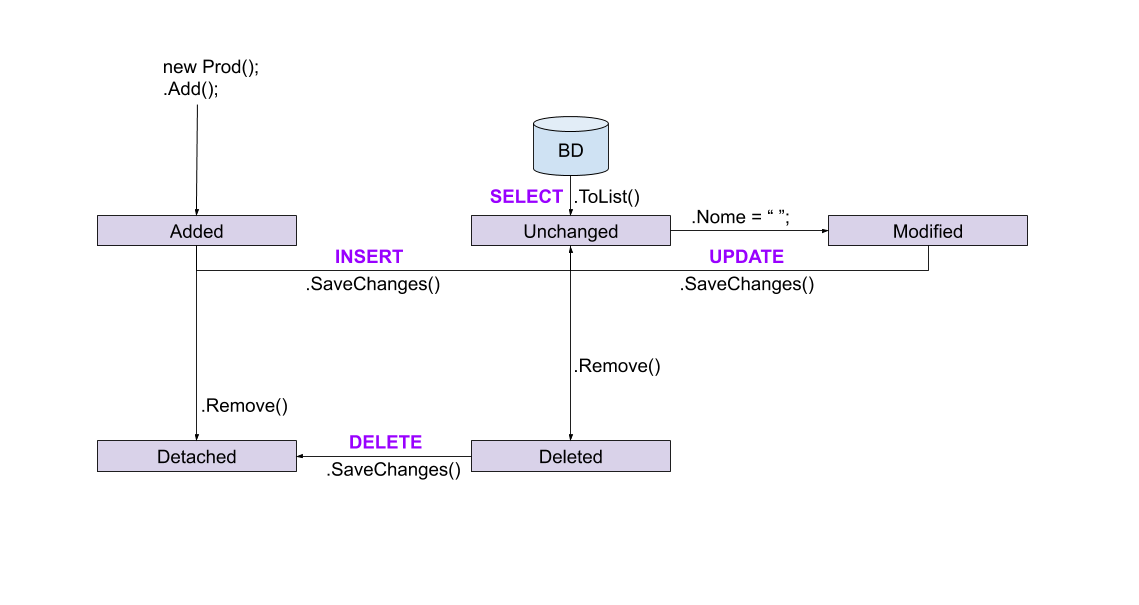 new Prod();
.Add();
BD
SELECT .ToList()
Added
Unchanged
.Nome = “ ”;
Modified
INSERT
.SaveChanges()
UPDATE
.SaveChanges()
.Remove()
.Remove()
Detached
DELETE
.SaveChanges()
Deleted